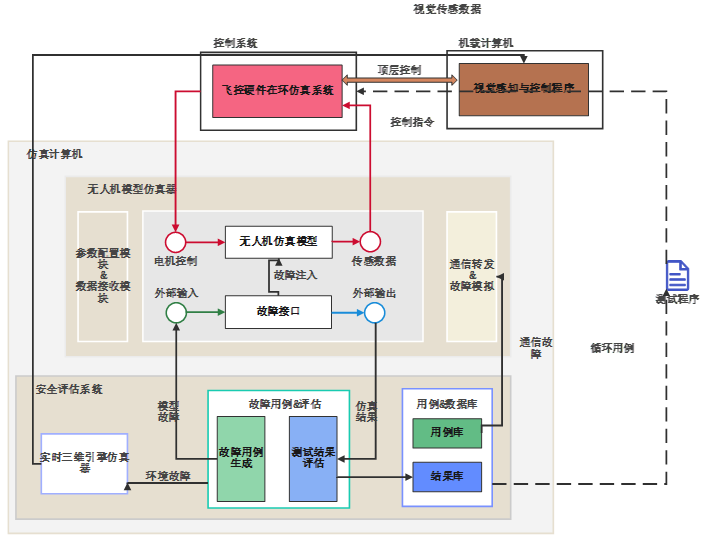 视觉传感数据
控制系统
机载计算机
顶层控制
飞控硬件在环仿真系统
视觉感知与控制程序
控制指令
仿真计算机
无人机模型仿真器
参数配置模
块
&
数据接收模
块
无人机仿真模型
电机控制
传感数据
故障注入
外部输入
外部输出
故障接口
通信转发
&
故障模拟
测试程序
通信故
障
循环用例
安全评估系统
模型
故障
故障用例&评估
仿真
结果
用例&数据库
用例库
实时三维引擎仿真
器
故障用例
生成
测试结果
评估
环境故障
结果库